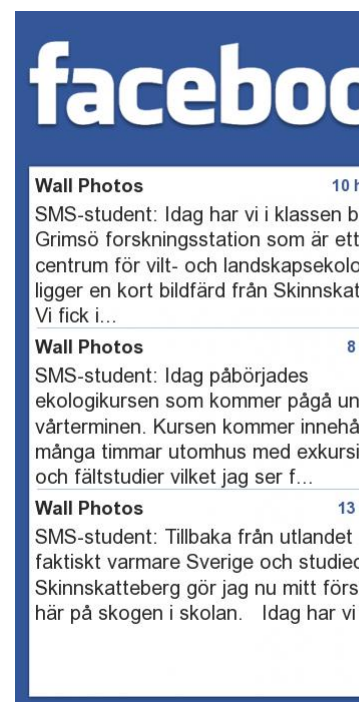 faceboo
Wall Photos 10 h
SMS-student: Idag har vi i klassen b
Grimsö forskningsstation som är ett
centrum för vilt- och landskapsekolo
ligger en kort bildfärd från Skinnskat
Vi fick i...
Wall Photos 8
SMS-student: Idag påbörjades
ekologikursen som kommer pågå un
vårterminen. Kursen kommer innehå
många timmar utomhus med exkursi
och fältstudier vilket jag ser f...
Wall Photos 13
SMS-student: Tillbaka från utlandet
faktiskt varmare Sverige och studie
Skinnskatteberg gör jag nu mitt förs
här på skogen i skolan. Idag har vi